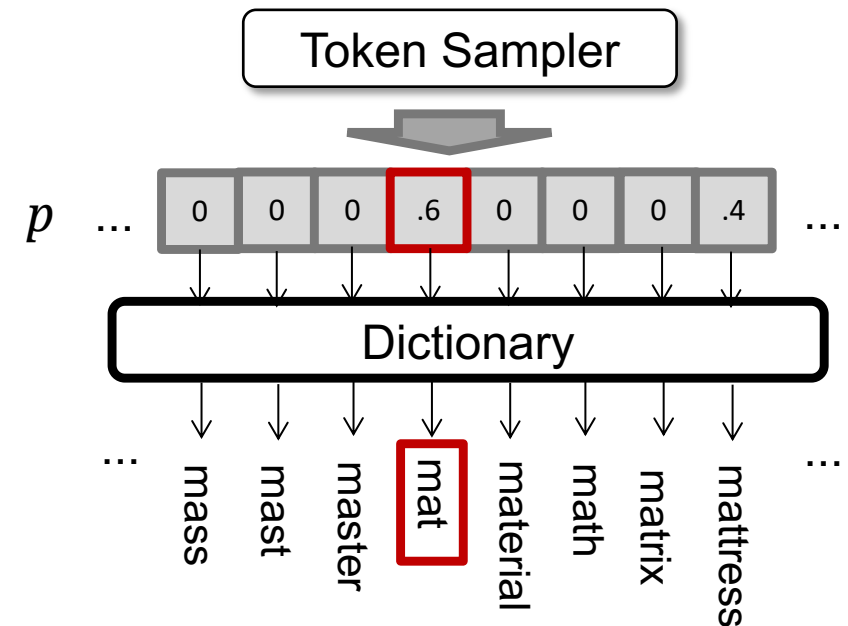 Token Sampler
p ... 0 0 0 .6 0 0 0 .4 ...
Dictionary
... mass mast master mat material math matrix mattress ...